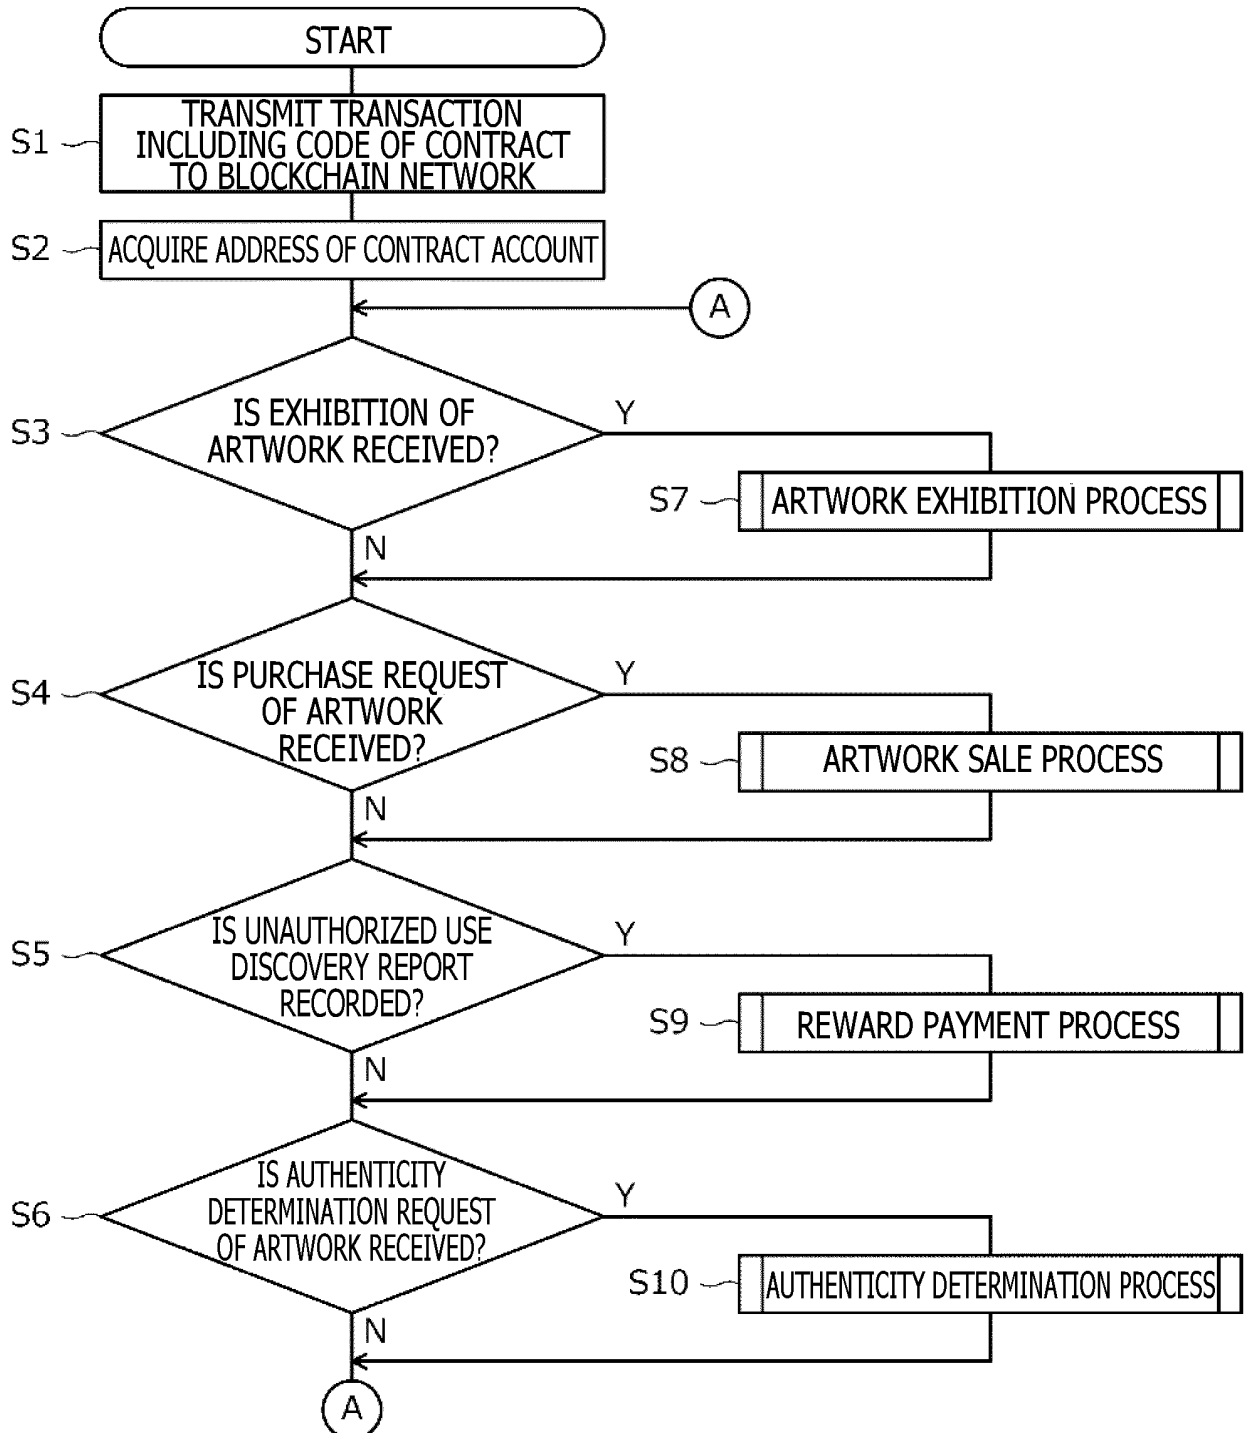 START
S1
TRANSMIT TRANSACTION
INCLUDING CODE OF CONTRACT
TO BLOCKCHAIN NETWORK
S2
ACQUIRE ADDRESS OF CONTRACT ACCOUNT
A
S3
IS EXHIBITION OF
ARTWORK RECEIVED?
Y
S7
ARTWORK EXHIBITION PROCESS
N
S4
IS PURCHASE REQUEST
OF ARTWORK
RECEIVED?
Y
S8
ARTWORK SALE PROCESS
N
S5
IS UNAUTHORIZED USE
DISCOVERY REPORT
RECORDED?
Y
S9
REWARD PAYMENT PROCESS
N
S6
IS AUTHENTICITY
DETERMINATION REQUEST
OF ARTWORK RECEIVED?
Y
S10
AUTHENTICITY DETERMINATION PROCESS
N
A